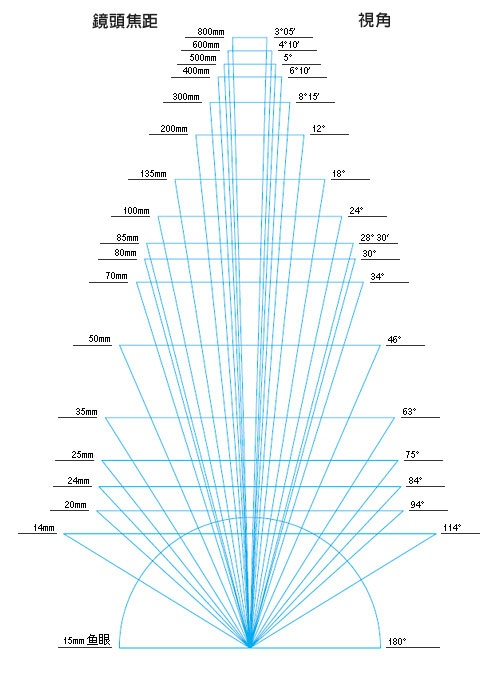 鏡頭焦距 視角
800mm 3°05′
600mm 4°10′
500mm 5°
400mm 6°10′
300mm 8°15′
200mm 12°
135mm 18°
100mm 24°
85mm 28° 30′
80mm 30°
70mm 34°
50mm 46°
35mm 63°
25mm 75°
24mm 84°
20mm 94°
14mm 114°
15mm 鱼眼 180°